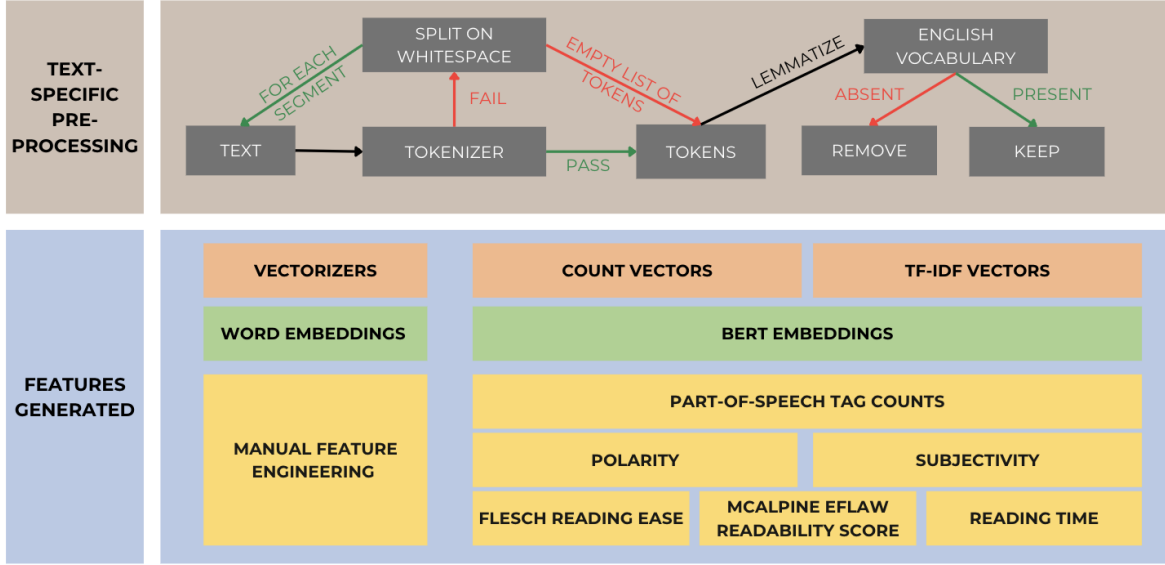 TEXT-
SPECIFIC
PRE-
PROCESSING
SPLIT ON
WHITESPACE
ENGLISH
VOCABULARY
FOR EACH
SEGMENT
FAIL
EMPTY LIST OF
TOKENS
LEMMATIZE
ABSENT
PRESENT
TEXT
TOKENIZER
PASS
TOKENS
REMOVE
KEEP
FEATURES
GENERATED
VECTORIZERS
COUNT VECTORS
TF-IDF VECTORS
WORD EMBEDDINGS
BERT EMBEDDINGS
MANUAL FEATURE
ENGINEERING
PART-OF-SPEECH TAG COUNTS
POLARITY
SUBJECTIVITY
FLESCH READING EASE
MCALPINE EFLAW
READABILITY SCORE
READING TIME